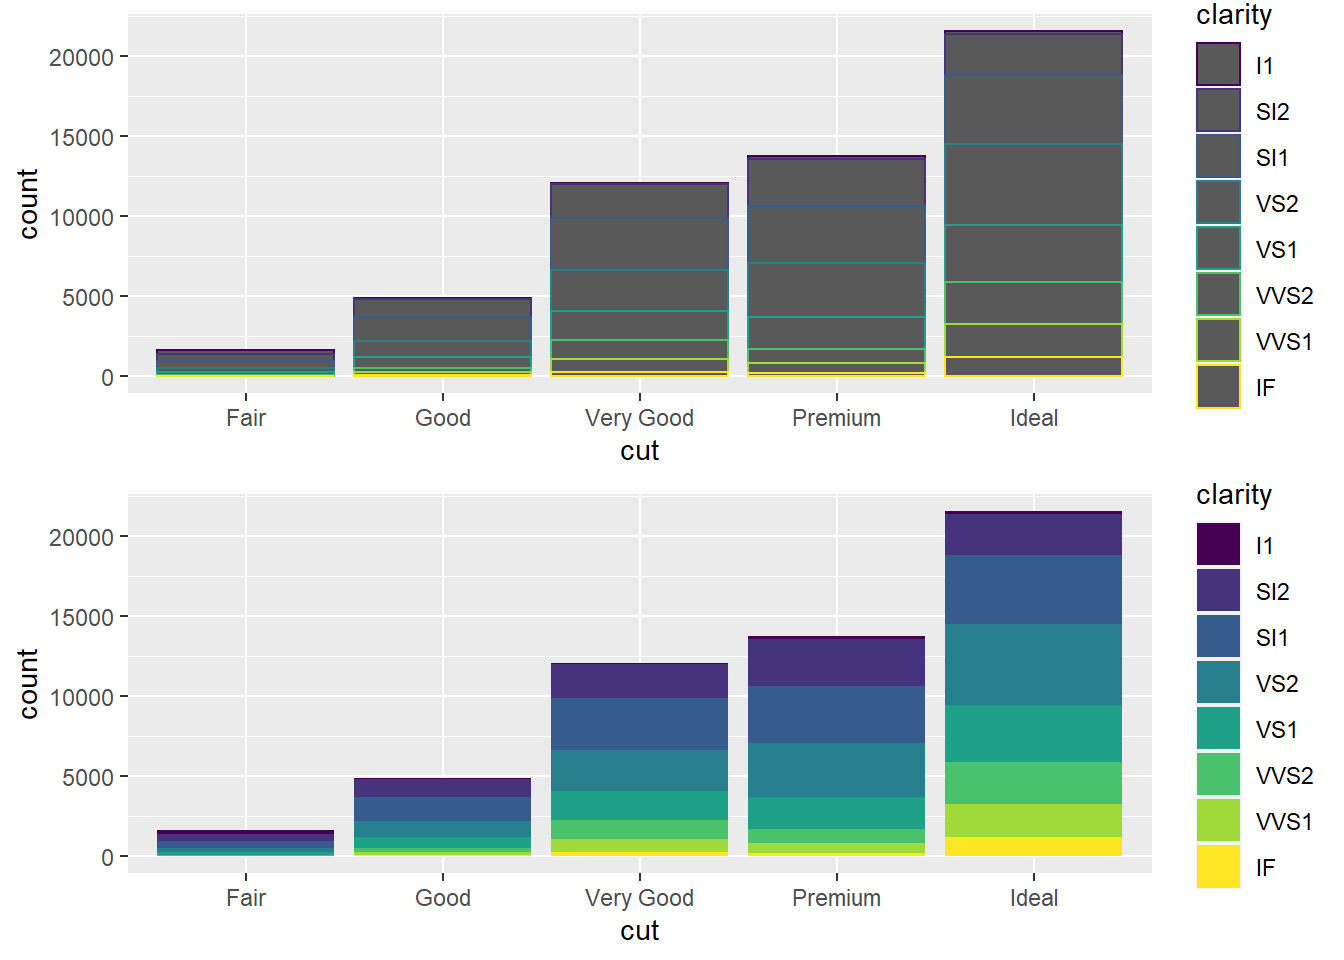 clarity
I1
SI2
SI1
VS2
VS1
VVS2
VVS1
IF
count
20000
15000
10000
5000
0
Fair Good Very Good Premium Ideal
cut
clarity
I1
SI2
SI1
VS2
VS1
VVS2
VVS1
IF
count
20000
15000
10000
5000
0
Fair Good Very Good Premium Ideal
cut